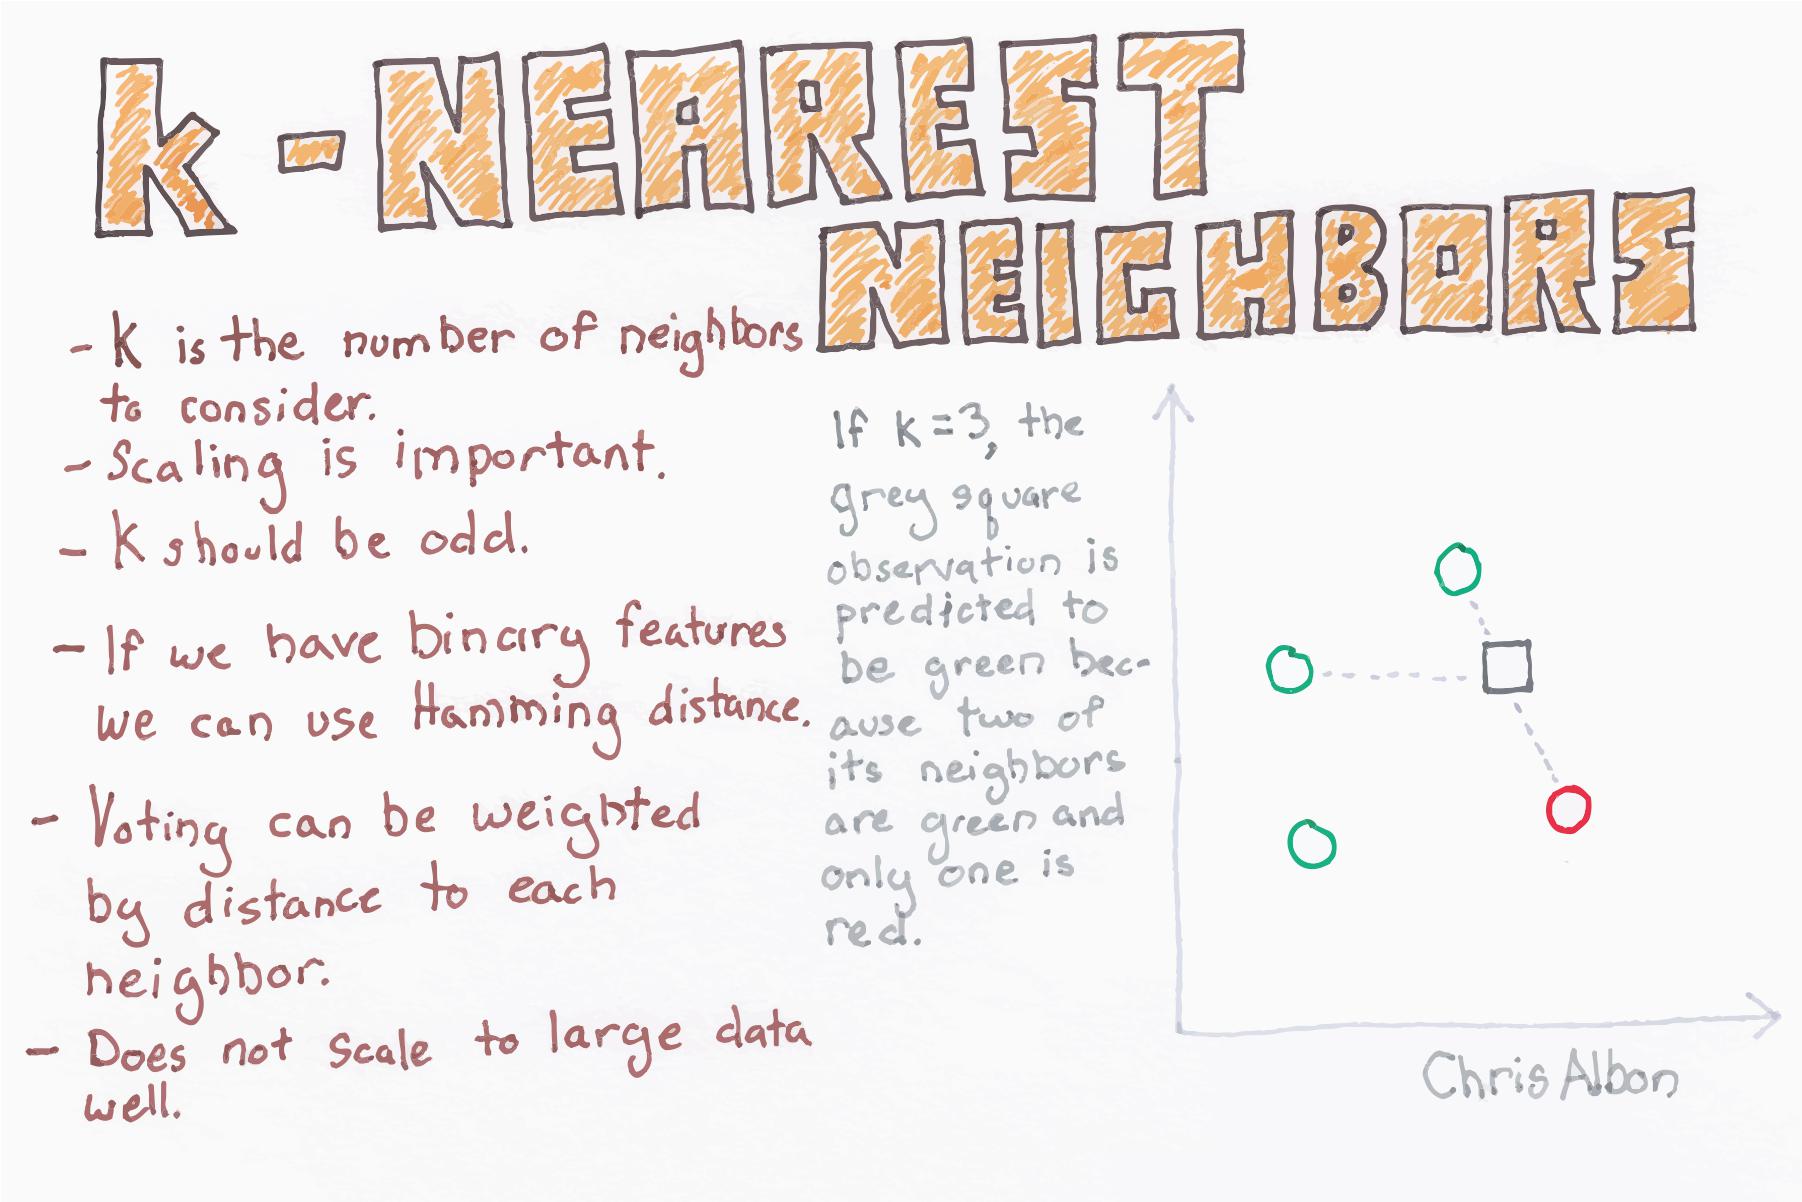 k-NEAREST
NEIGHBORS
- K is the number of neighbors
to consider.
- Scaling is important.
- K should be odd.
- If we have binary features
we can use Hamming distance.
- Voting can be weighted
by distance to each
neighbor.
- Does not scale to large data
well.
If k=3, the
grey square
observation is
predicted to
be green bec-
ause two of
its neighbors
are green and
only one is
red.
Chris Albon